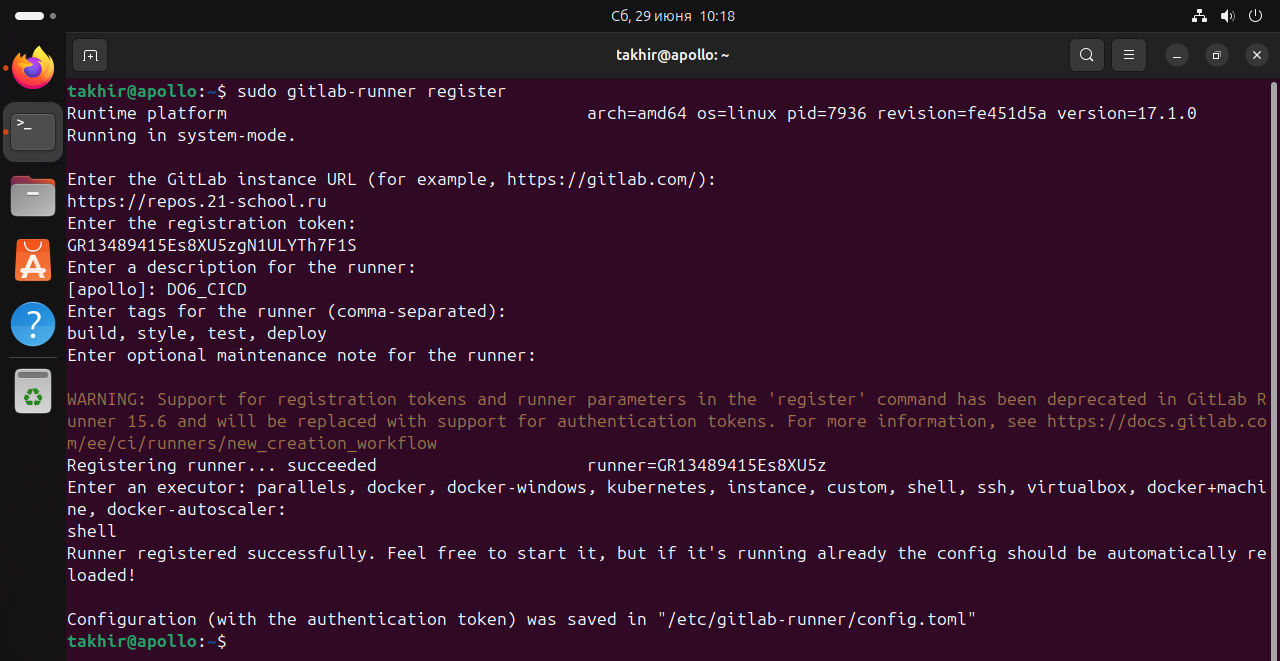 Сб, 29 июня 10:18
takhir@apollo: ~
takhir@apollo:~$ sudo gitlab-runner register
Runtime platform arch=amd64 os=linux pid=7936 revision=fe451d5a version=17.1.0
Running in system-mode.
Enter the GitLab instance URL (for example, https://gitlab.com/):
https://repos.21-school.ru
Enter the registration token:
GR13489415Es8XU5zgN1ULYTh7F1S
Enter a description for the runner:
[apollo]: DO6_CICD
Enter tags for the runner (comma-separated):
build, style, test, deploy
Enter optional maintenance note for the runner:
WARNING: Support for registration tokens and runner parameters in the 'register' command has been deprecated in GitLab R
unner 15.6 and will be replaced with support for authentication tokens. For more information, see https://docs.gitlab.co
m/ee/ci/runners/new_creation_workflow
Registering runner... succeeded runner=GR13489415Es8XU5z
Enter an executor: parallels, docker, docker-windows, kubernetes, instance, custom, shell, ssh, virtualbox, docker+machi
ne, docker-autoscaler:
shell
Runner registered successfully. Feel free to start it, but if it's running already the config should be automatically re
loaded!
Configuration (with the authentication token) was saved in "/etc/gitlab-runner/config.toml"
takhir@apollo:~$